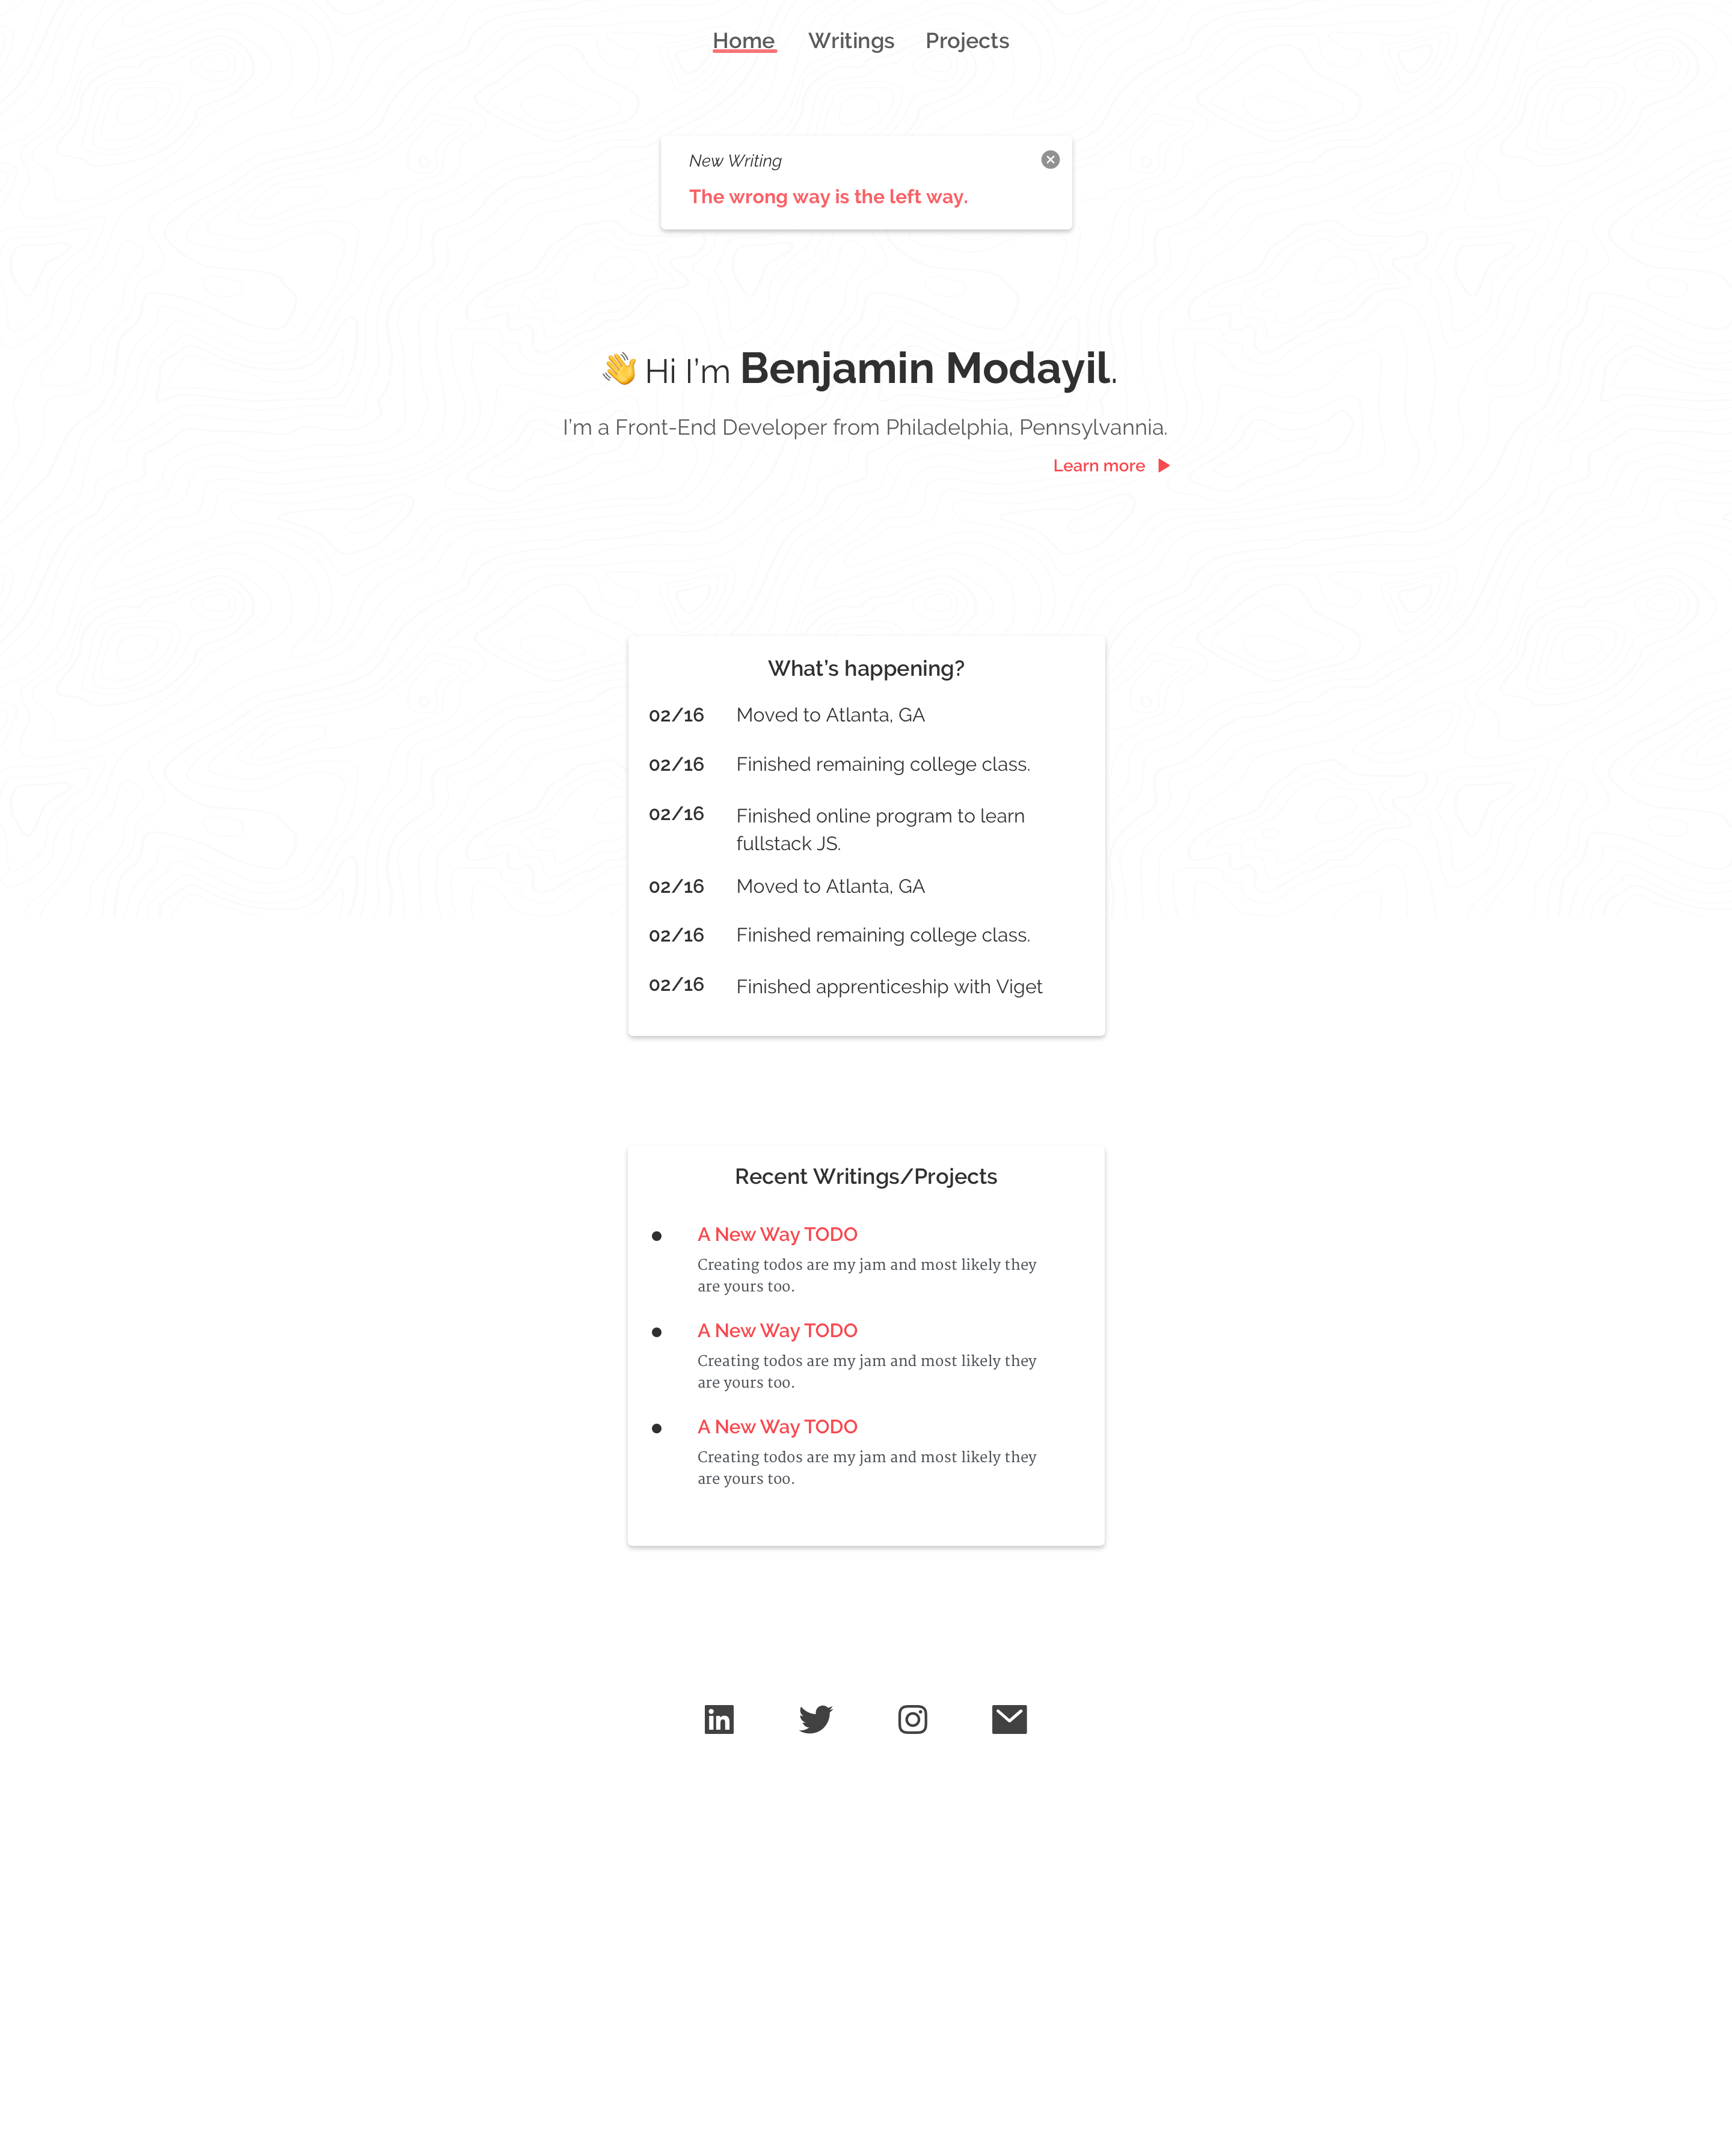 Home Writings Projects
New Writing
The wrong way is the left way.
👋 Hi I’m Benjamin Modayil.
I’m a Front-End Developer from Philadelphia, Pennsylvannia.
Learn more
What’s happening?
02/16 Moved to Atlanta, GA
02/16 Finished remaining college class.
02/16 Finished online program to learn
fullstack JS.
02/16 Moved to Atlanta, GA
02/16 Finished remaining college class.
02/16 Finished apprenticeship with Viget
Recent Writings/Projects
A New Way TODO
Creating todos are my jam and most likely they
are yours too.
A New Way TODO
Creating todos are my jam and most likely they
are yours too.
A New Way TODO
Creating todos are my jam and most likely they
are yours too.
in